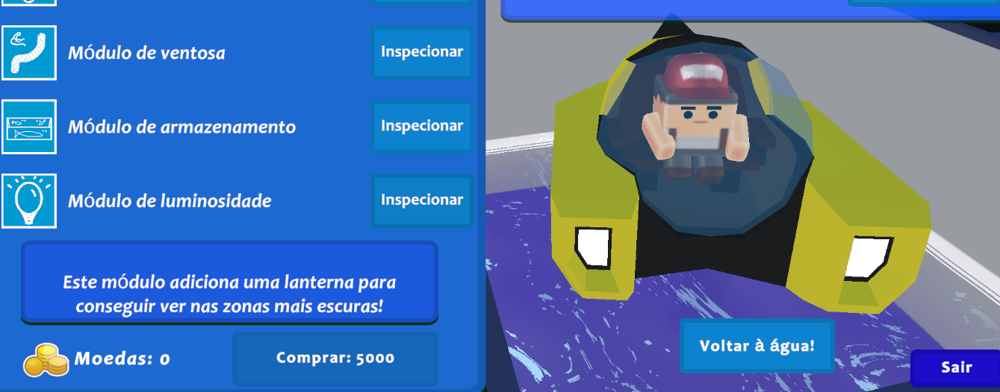 Módulo de ventosa
Inspecionar
Módulo de armazenamento
Inspecionar
Módulo de luminosidade
Inspecionar
Este módulo adiciona uma lanterna para
conseguir ver nas zonas mais escuras!
Moedas: 0
Comprar: 5000
Voltar à água!
Sair